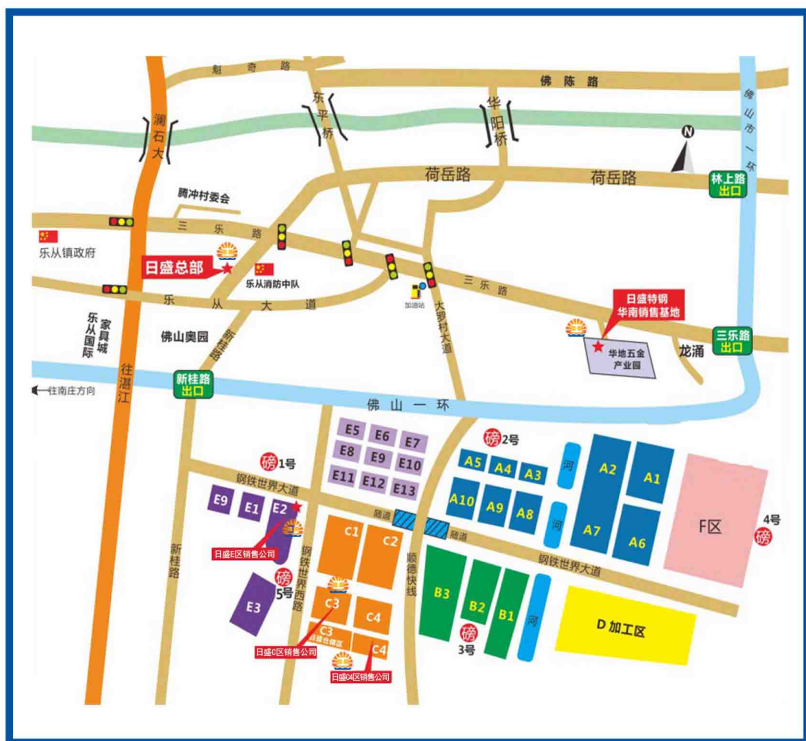 魁奇路
佛陈路
东平桥
华阳桥
澜石大
佛山市一环
N
荷岳路
荷岳路
林上路
出口
腾冲村委会
三乐路
乐从镇政府
日盛总部
乐从消防中队
三乐路
乐从大道
加油站
日盛特钢
华南销售基地
大罗村大道
家具城
乐从国际
佛山奥园
新桂路
华地五金
产业园
龙涌
三乐路
出口
新桂路
出口
往南庄方向
往湛江
佛山一环
E5
E6
E7
E8
E9
E10
E11
E12
E13
磅
1号
磅
2号
A5
A4
A3
河
A2
A1
A10
A9
A8
河
A7
A6
F区
4号
磅
钢铁世界大道
E9
E1
E2
日盛E区销售公司
磅
5号
E3
新桂路
钢铁世界西路
C1
C2
隧道
隧道
钢铁世界大道
顺德快线
C3
C4
C3
C4
日盛C区销售公司
日盛C4区销售公司
B3
B2
B1
磅
3号
河
D加工区